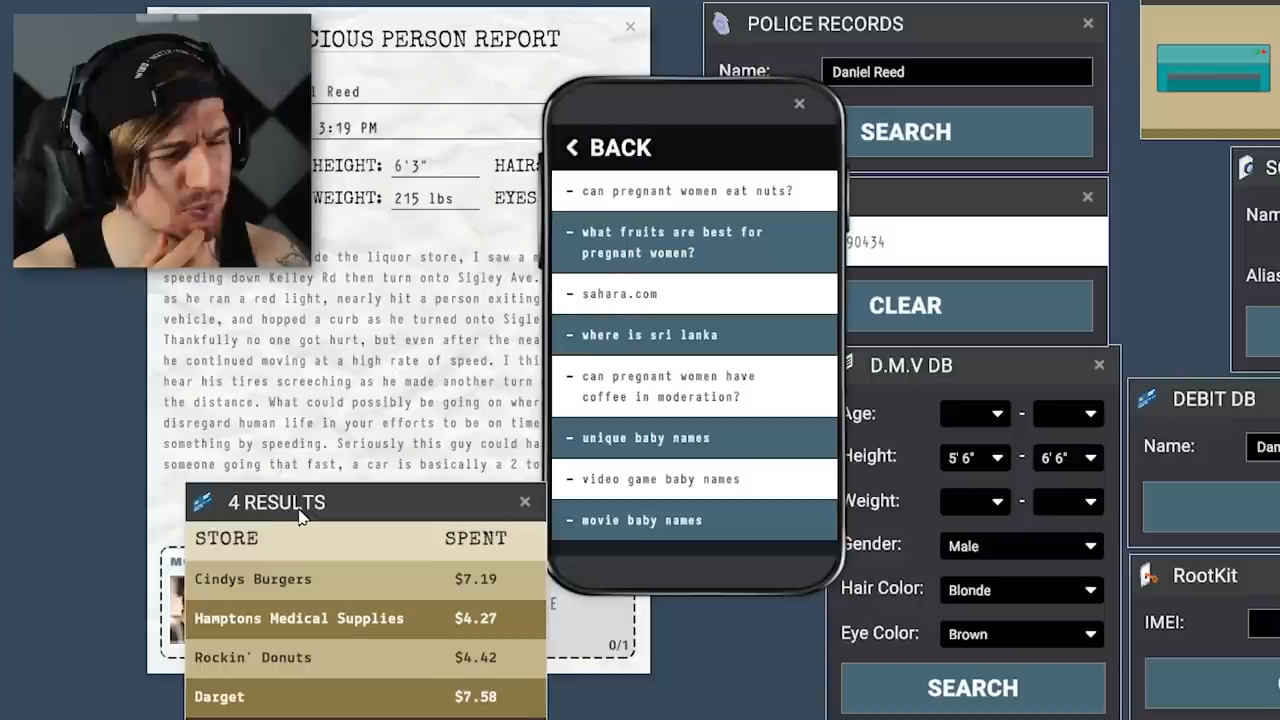 CIOUS PERSON REPORT
l Reed
3:19 PM
HEIGHT: 6'3" HAIR:
WEIGHT: 215 lbs EYES
de the liquor store, I saw a m
speeding down Kelley Rd then turn onto Sigley Ave.
as he ran a red light, nearly hit a person exiting
vehicle, and hopped a curb as he turned onto Sigle
Thankfully no one got hurt, but even after the nea
he continued moving at a high rate of speed. I thi
hear his tires screeching as he made another turn
the distance. What could possibly be going on wher
disregard human life in your efforts to be on time
something by speeding. Seriously this guy could ha
someone going that fast, a car is basically a 2 to
0/1
4 RESULTS
STORE SPENT
Cindys Burgers $7.19
Hamptons Medical Supplies $4.27
Rockin' Donuts $4.42
Darget $7.58
< BACK
- can pregnant women eat nuts?
- what fruits are best for
pregnant women?
- sahara.com
- where is sri lanka
- can pregnant women have
coffee in moderation?
- unique baby names
- video game baby names
- movie baby names
POLICE RECORDS
Name: Daniel Reed
SEARCH
90434
CLEAR
D.M.V DB
Age: -
Height: 5'6" - 6'6"
Weight: -
Gender: Male
Hair Color: Blonde
Eye Color: Brown
SEARCH
Nam
Alias
DEBIT DB
Name: Dan
RootKit
IMEI: